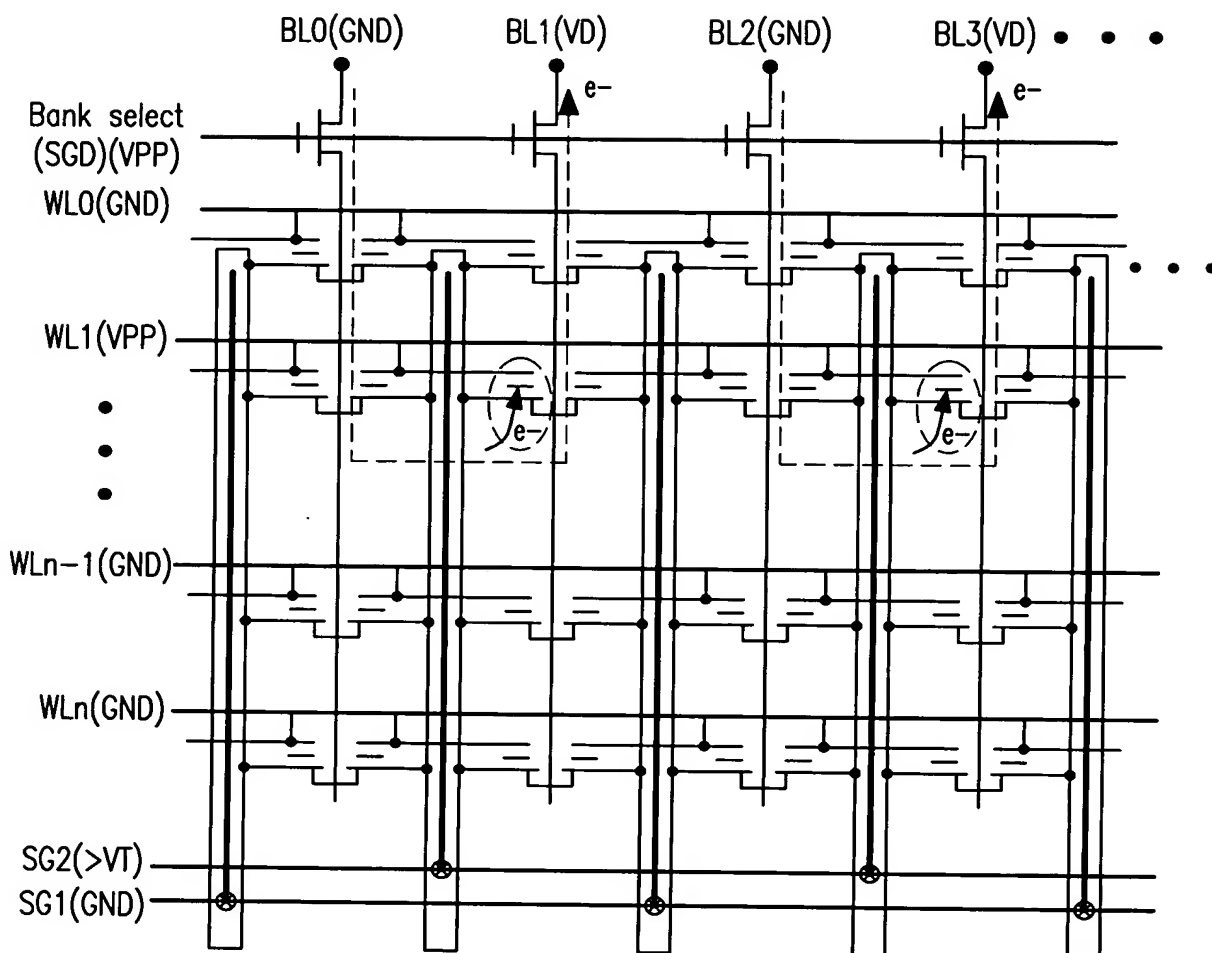 BL0(GND)
BL1(VD)
BL2(GND)
BL3(VD)
e-
e-
Bank select
(SGD)(VPP)
WL0(GND)
WL1(VPP)
e-
e-
WLn-1(GND)
WLn(GND)
SG2(>VT)
SG1(GND)